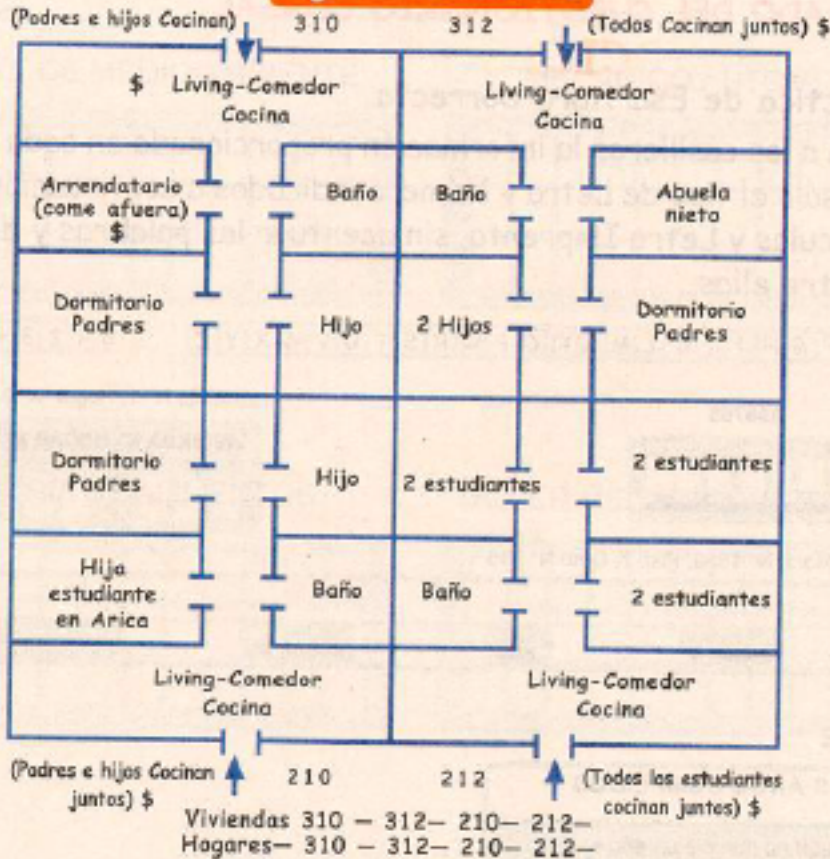 (Padres e hijos Cocinan) 310 312 (Todos Cocinan juntos) $
$ Living-Comedor
Cocina
Living-Comedor
Cocina
Arrendatario
(come afuera)
$
Baño
Baño
Abuela
nieta
Dormitorio
Padres
Hijo
2 Hijos
Dormitorio
Padres
Dormitorio
Padres
Hijo
2 estudiantes
2 estudiantes
Hija
estudiante
en Arica
Baño
Baño
2 estudiantes
Living-Comedor
Cocina
Living-Comedor
Cocina
(Padres e hijos Cocinan
juntos) $
210
212
(Todos los estudiantes
cocinan juntos) $
Viviendas 310 – 312– 210– 212–
Hogares– 310 – 312– 210– 212–